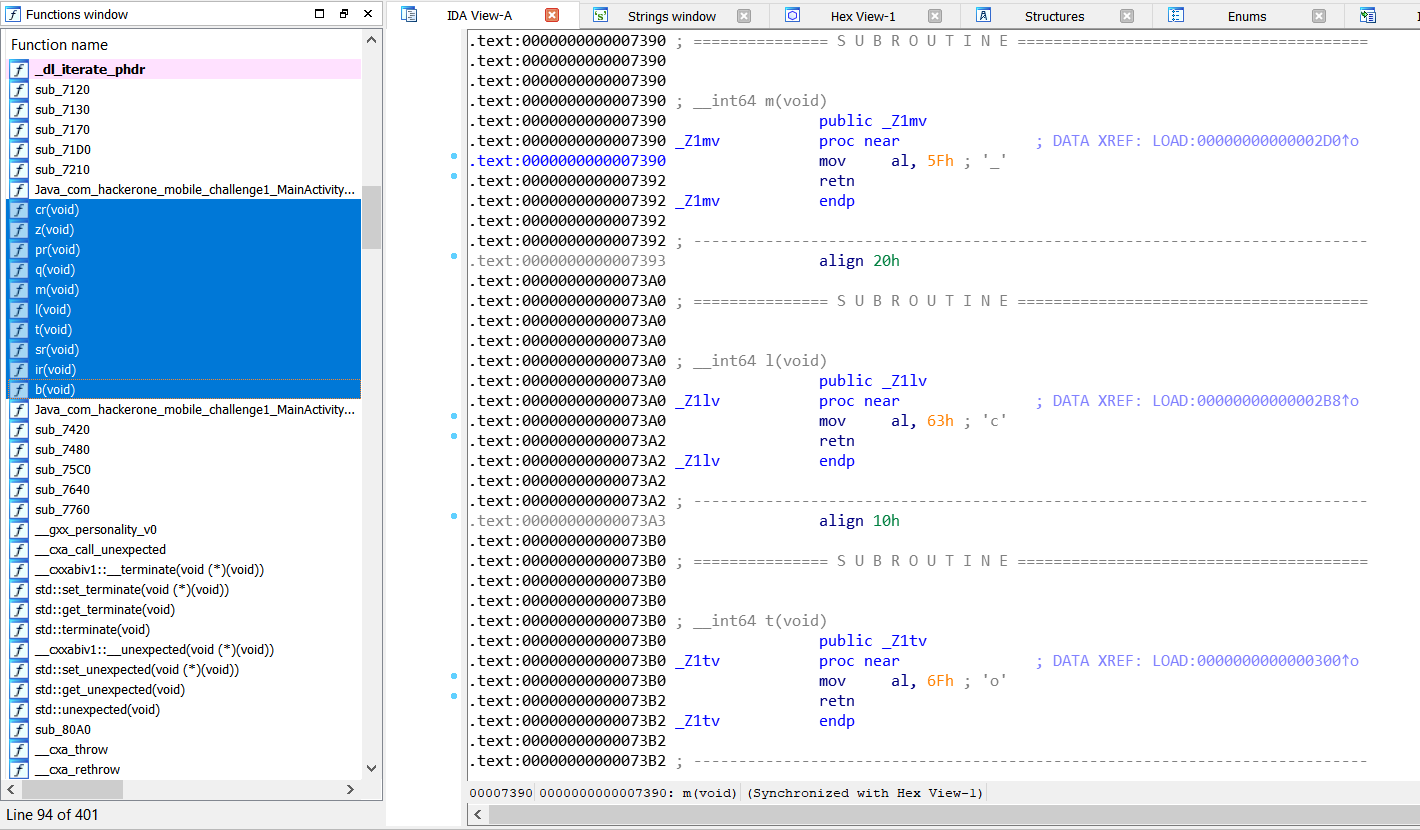 Functions window
Function name
_dl_iterate_phdr
sub_7120
sub_7130
sub_7170
sub_71D0
sub_7210
Java_com_hackerone_mobile_challenge1_MainActivity...
cr(void)
z(void)
pr(void)
q(void)
m(void)
l(void)
t(void)
sr(void)
ir(void)
b(void)
Java_com_hackerone_mobile_challenge1_MainActivity...
sub_7420
sub_7480
sub_75C0
sub_7640
sub_7760
__gxx_personality_v0
__cxa_call_unexpected
__cxxabiv1::__terminate(void (*)(void))
std::set_terminate(void (*)(void))
std::get_terminate(void)
std::terminate(void)
__cxxabiv1::__unexpected(void (*)(void))
std::set_unexpected(void (*)(void))
std::get_unexpected(void)
std::unexpected(void)
sub_80A0
__cxa_throw
__cxa_rethrow
Line 94 of 401
IDA View-A Strings window Hex View-1 Structures Enums
.text:0000000000007390 ; =============== S U B R O U T I N E =======================================
.text:0000000000007390
.text:0000000000007390
.text:0000000000007390 ; __int64 m(void)
.text:0000000000007390 public _Z1mv
.text:0000000000007390 _Z1mv proc near ; DATA XREF: LOAD:00000000000002D0↑o
.text:0000000000007390 mov al, 5Fh ; '_'
.text:0000000000007392 retn
.text:0000000000007392 _Z1mv endp
.text:0000000000007392
.text:0000000000007392 ; ---------------------------------------------------------------------------
.text:0000000000007393 align 20h
.text:00000000000073A0
.text:00000000000073A0 ; =============== S U B R O U T I N E =======================================
.text:00000000000073A0
.text:00000000000073A0
.text:00000000000073A0 ; __int64 l(void)
.text:00000000000073A0 public _Z1lv
.text:00000000000073A0 _Z1lv proc near ; DATA XREF: LOAD:00000000000002B8↑o
.text:00000000000073A0 mov al, 63h ; 'c'
.text:00000000000073A2 retn
.text:00000000000073A2 _Z1lv endp
.text:00000000000073A2
.text:00000000000073A2 ; ---------------------------------------------------------------------------
.text:00000000000073A3 align 10h
.text:00000000000073B0
.text:00000000000073B0 ; =============== S U B R O U T I N E =======================================
.text:00000000000073B0
.text:00000000000073B0
.text:00000000000073B0 ; __int64 t(void)
.text:00000000000073B0 public _Z1tv
.text:00000000000073B0 _Z1tv proc near ; DATA XREF: LOAD:0000000000000300↑o
.text:00000000000073B0 mov al, 6Fh ; 'o'
.text:00000000000073B2 retn
.text:00000000000073B2 _Z1tv endp
.text:00000000000073B2
.text:00000000000073B2 ; ---------------------------------------------------------------------------
00007390 0000000000007390: m(void) (Synchronized with Hex View-1)